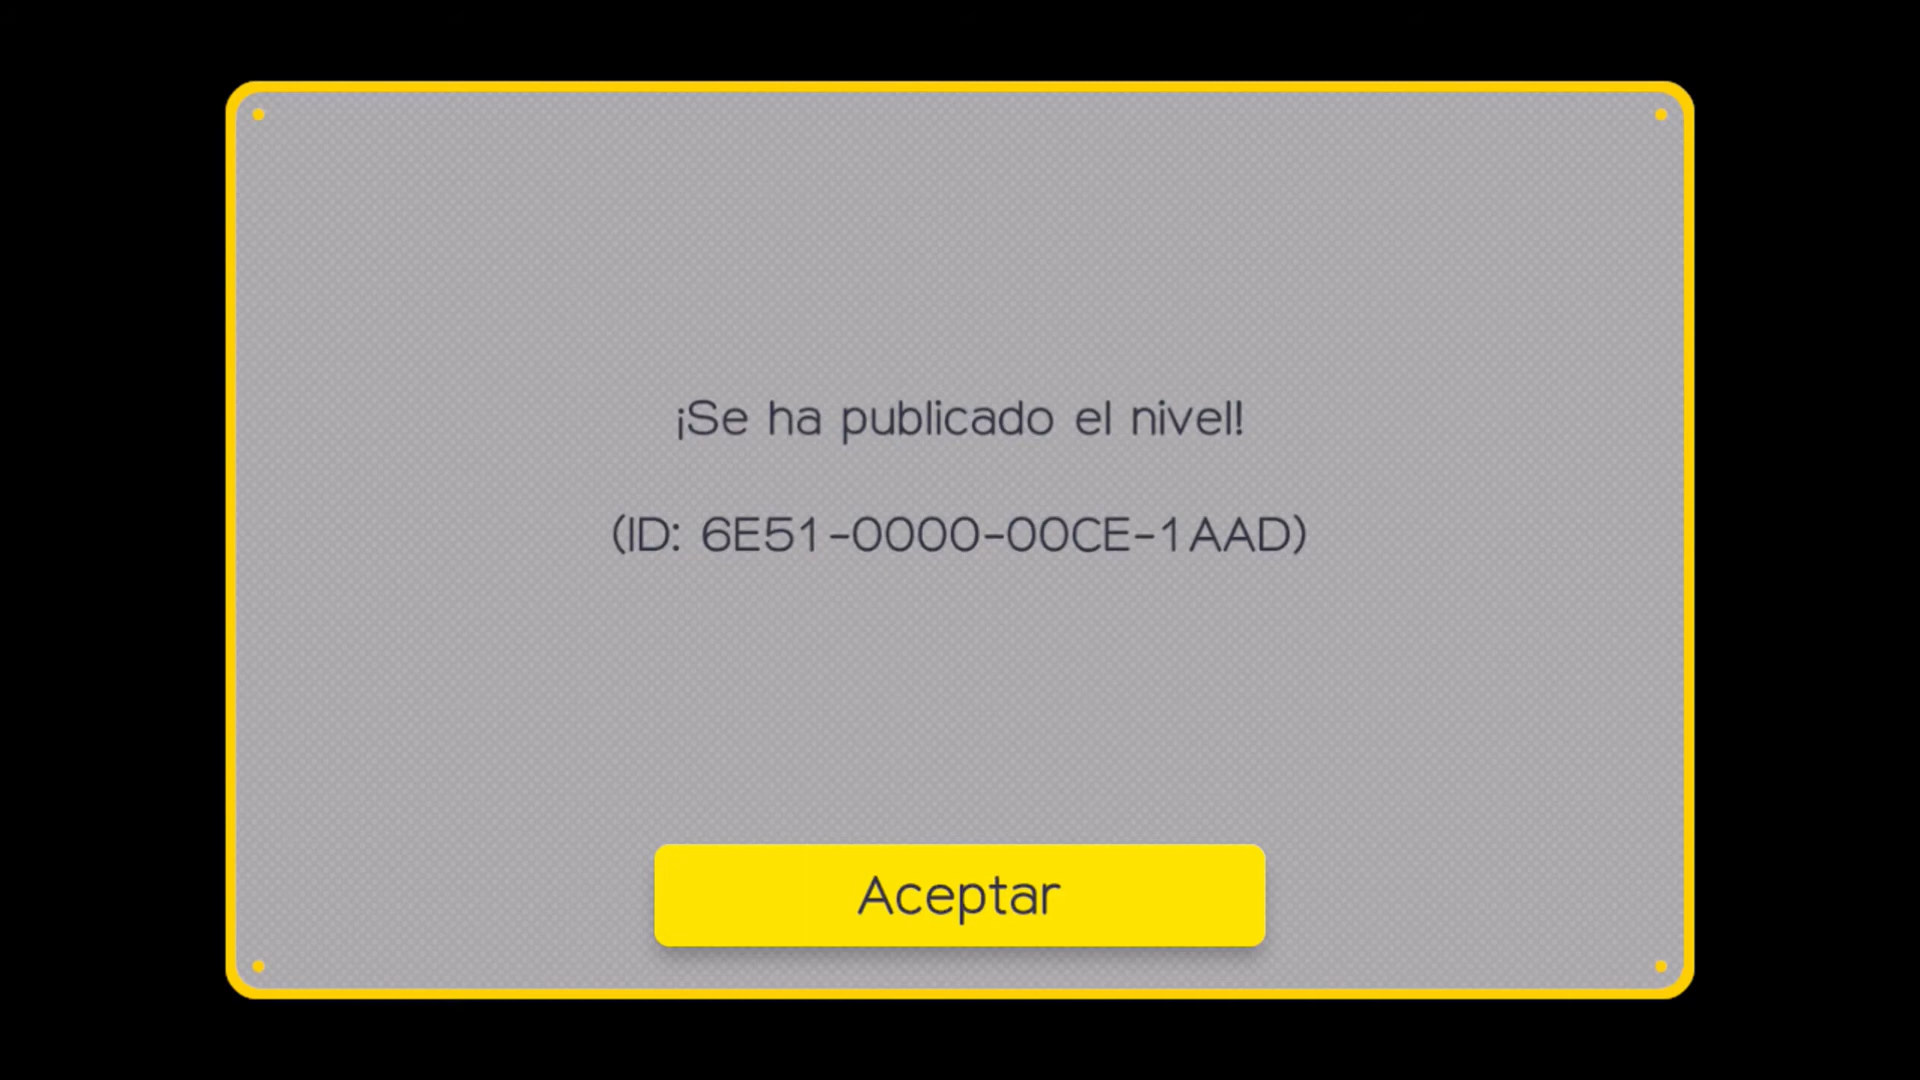 ¡Se ha publicado el nivel!
(ID: 6E51-0000-00CE-1AAD)
Aceptar